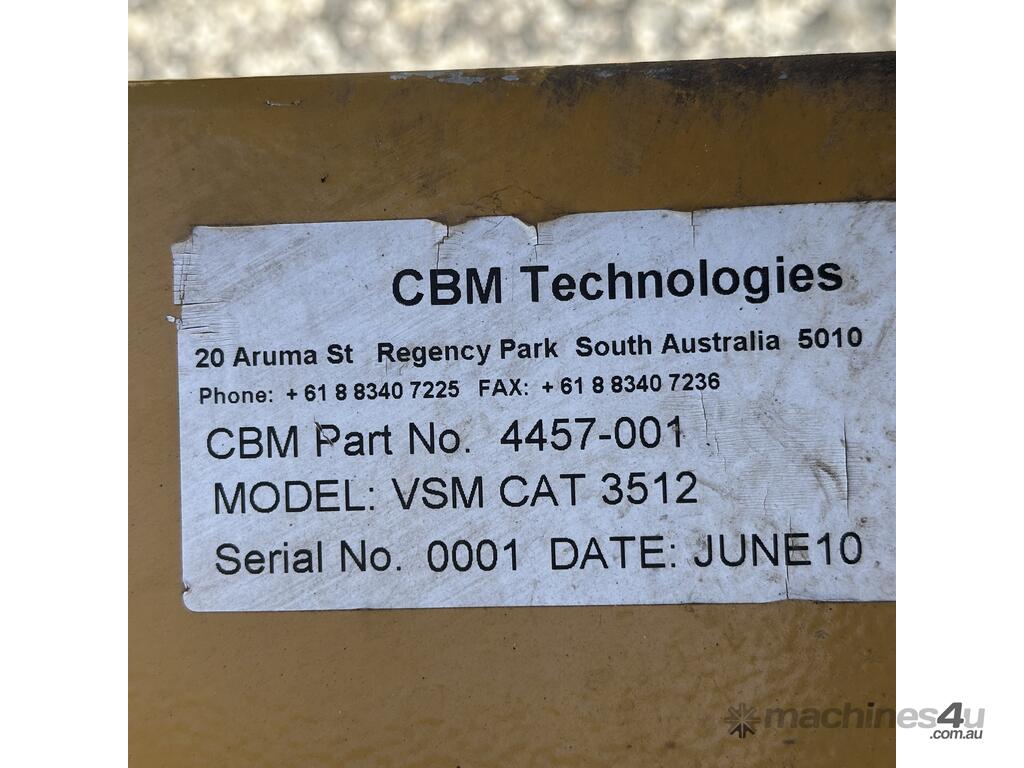 CBM Technologies
20 Aruma St Regency Park South Australia 5010
Phone: + 61 8 8340 7225 FAX: + 61 8 8340 7236
CBM Part No. 4457-001
MODEL: VSM CAT 3512
Serial No. 0001 DATE: JUNE10
machines4u
.com.au